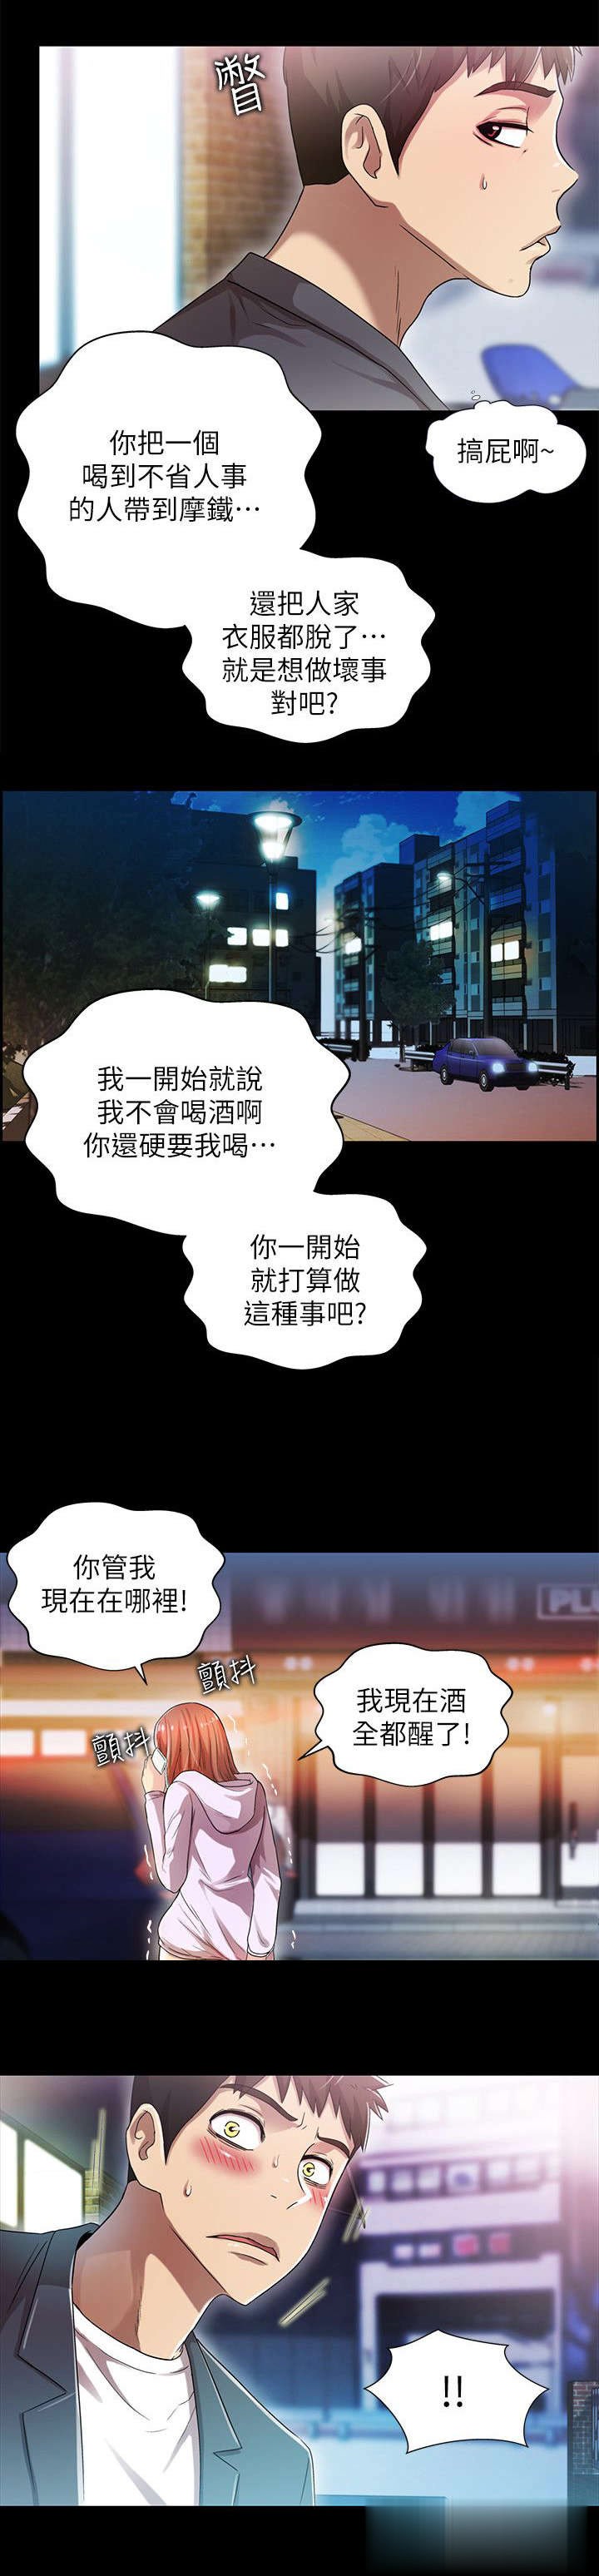 瞥
你把一個
喝到不省人事
的人帶到摩鐵…
搞屁啊~
還把人家
衣服都脫了…
就是想做壞事
對吧?
我一開始就說
我不會喝酒啊
你還硬要我喝…
你一開始
就打算做
這種事吧?
你管我
現在在哪裡!
PLU
顫抖
顫抖
我現在酒
全都醒了!
!!